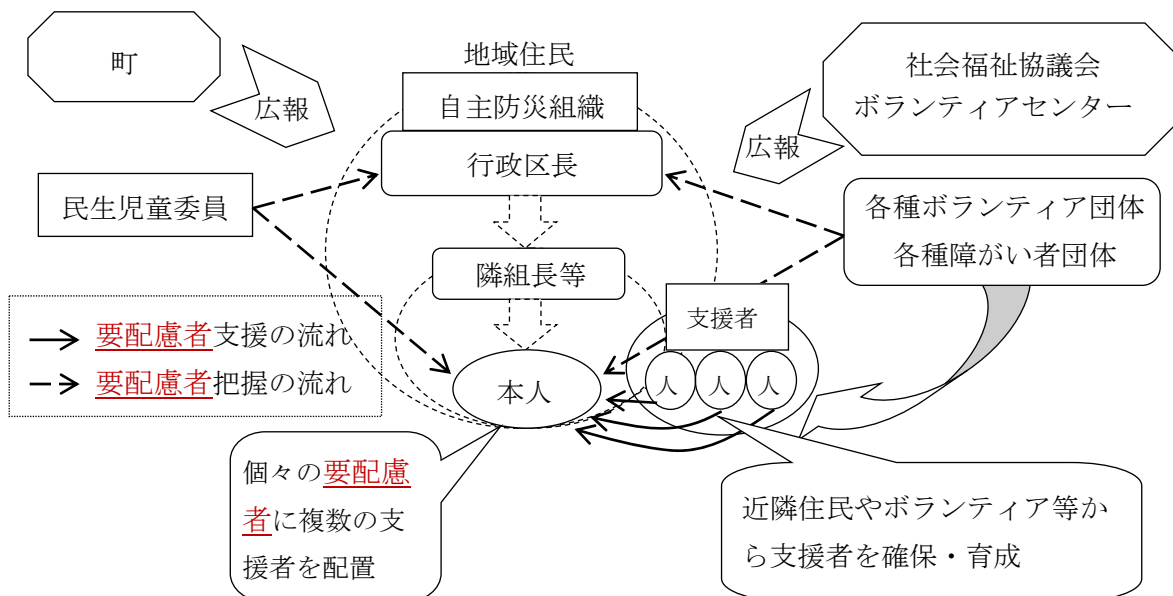 町
広報
地域住民
自主防災組織
行政区長
社会福祉協議会
ボランティアセンター
広報
民生児童委員
各種ボランティア団体
各種障がい者団体
隣組長等
支援者
要配慮者支援の流れ
要配慮者把握の流れ
本人
人
人
人
個々の要配慮
者に複数の支
援者を配置
近隣住民やボランティア等か
ら支援者を確保・育成